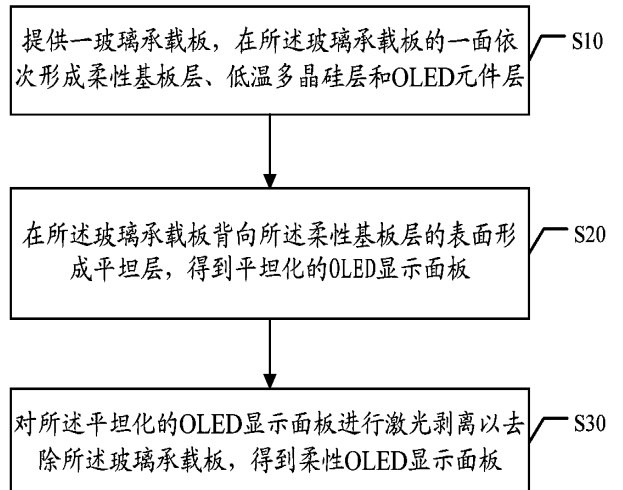 提供一玻璃承载板，在所述玻璃承载板的一面依
次形成柔性基板层、低温多晶硅层和OLED元件层
S10
在所述玻璃承载板背向所述柔性基板层的表面形
成平坦层，得到平坦化的OLED显示面板
S20
对所述平坦化的OLED显示面板进行激光剥离以去
除所述玻璃承载板，得到柔性OLED显示面板
S30